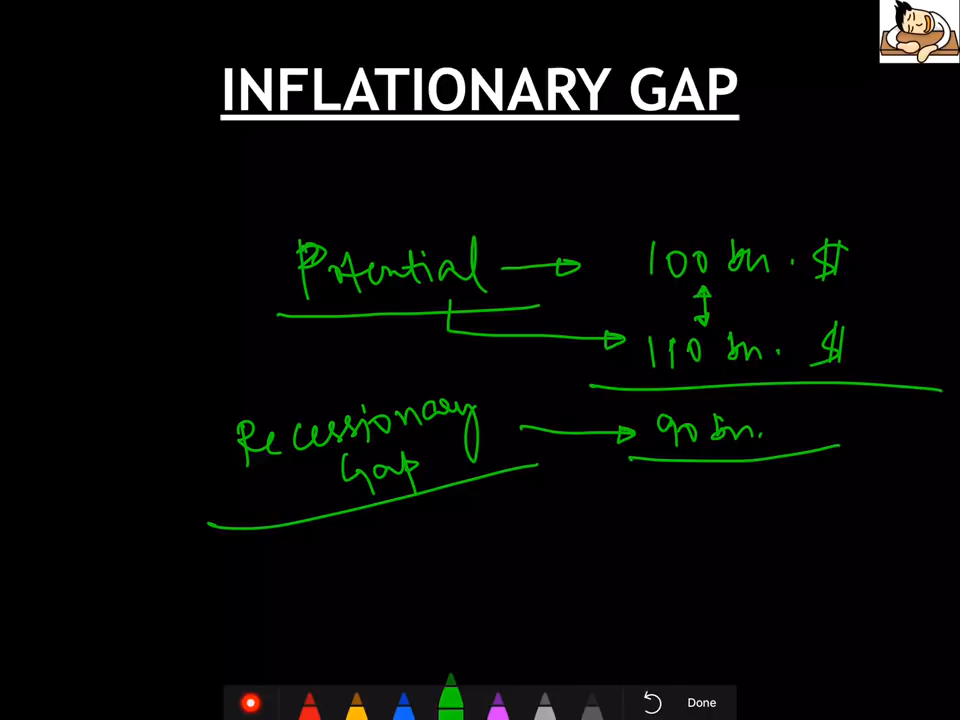 INFLATIONARY GAP
Potential → 100 bn. $
110 bn. $
Recessionary → 90 bn.
Gap
Done